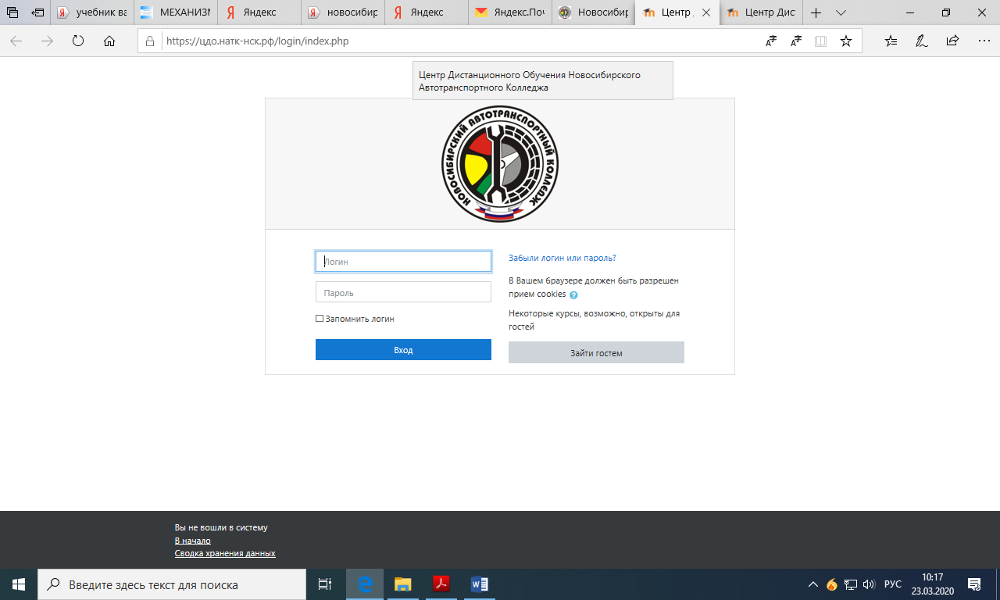 учебник ва
МЕХАНИЗМ
Яндекс
новосибир
Яндекс
Яндекс.Поч
Новосибир
Центр
Центр Дис
https://цдо.натк-нск.рф/login/index.php
Центр Дистанционного Обучения Новосибирского
Автотранспортного Колледжа
НОВОСИБИРСКИЙ АВТОТРАНСПОРТНЫЙ КОЛЛЕДЖ
Логин
Пароль
Запомнить логин
Вход
Забыли логин или пароль?
В Вашем браузере должен быть разрешен
прием cookies
Некоторые курсы, возможно, открыты для
гостей
Зайти гостем
Вы не вошли в систему
В начало
Сводка хранения данных
Введите здесь текст для поиска
РУС
10:17
23.03.2020